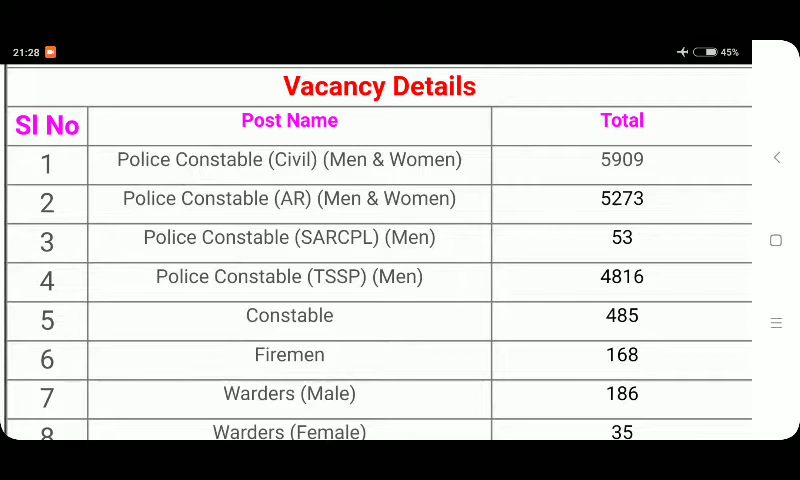 21:28
45%
Vacancy Details
Sl No Post Name Total
1 Police Constable (Civil) (Men & Women) 5909
2 Police Constable (AR) (Men & Women) 5273
3 Police Constable (SARCPL) (Men) 53
4 Police Constable (TSSP) (Men) 4816
5 Constable 485
6 Firemen 168
7 Warders (Male) 186
8 Warders (Female) 35